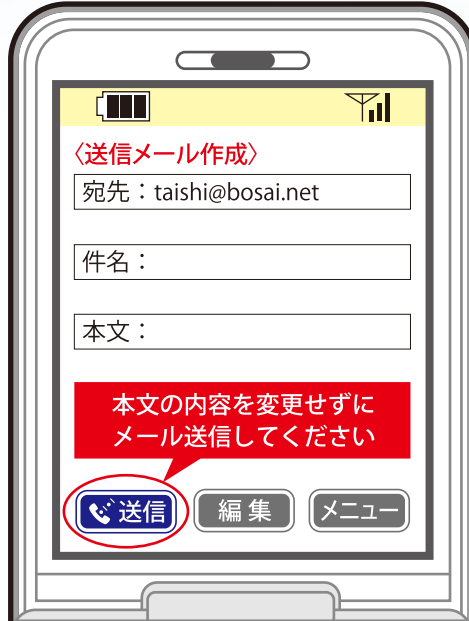 〈送信メール作成〉
宛先：taishi@bosai.net
件名：
本文：
本文の内容を変更せずに
メール送信してください
送信 編集 メニュー